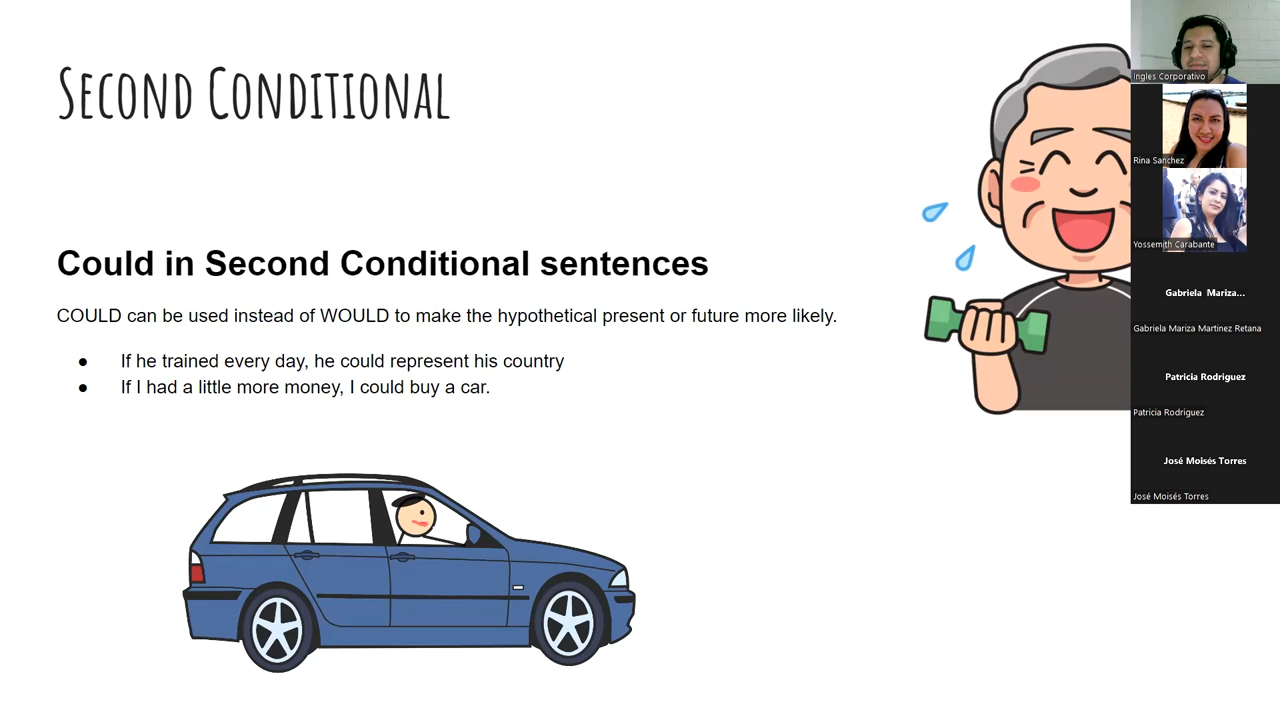 Second Conditional
Could in Second Conditional sentences
COULD can be used instead of WOULD to make the hypothetical present or future more likely.
● If he trained every day, he could represent his country
● If I had a little more money, I could buy a car.
Ingles Corporativo
Rina Sanchez
Yossemith Carabante
Gabriela Mariza...
Gabriela Mariza Martinez Retana
Patricia Rodriguez
Patricia Rodriguez
José Moisés Torres
José Moisés Torres